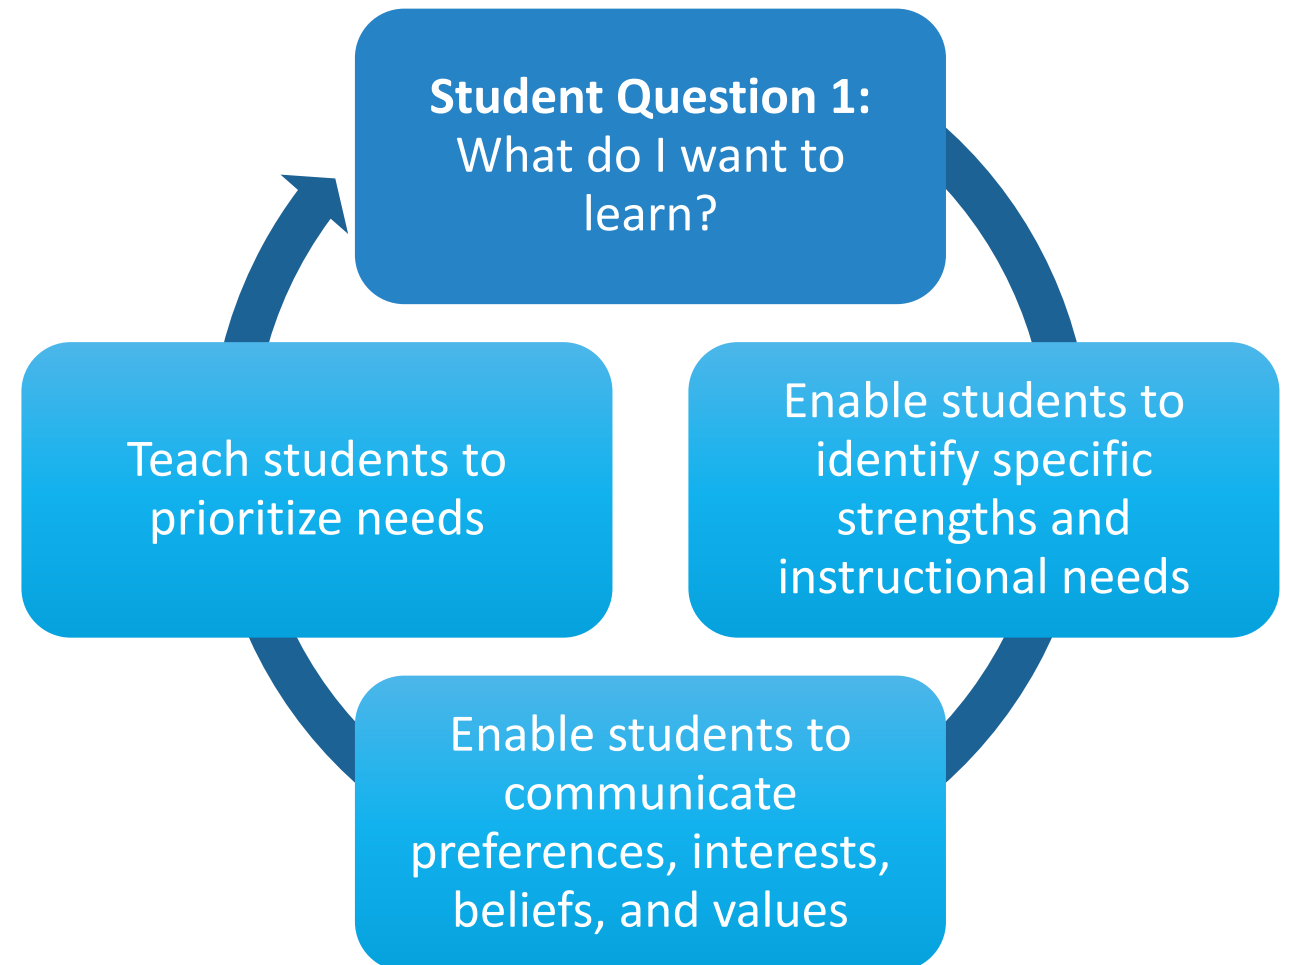 Student Question 1:
What do I want to
learn?
Enable students to
identify specific
strengths and
instructional needs
Enable students to
communicate
preferences, interests,
beliefs, and values
Teach students to
prioritize needs